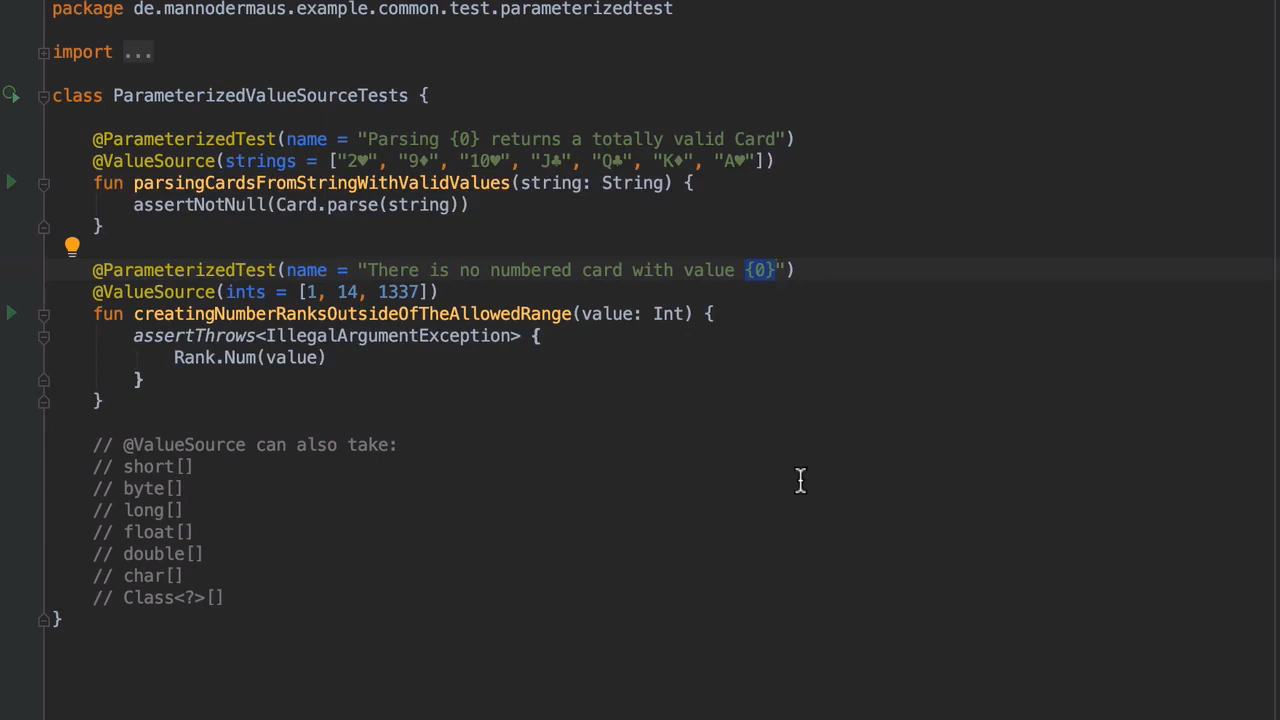 package de.mannodermaus.example.common.test.parameterizedtest
import ...
class ParameterizedValueSourceTests {
@ParameterizedTest(name = "Parsing {0} returns a totally valid Card")
@ValueSource(strings = ["2♥", "9♦", "10♥", "J♣", "Q♣", "K♦", "A♥"])
fun parsingCardsFromStringWithValidValues(string: String) {
assertNotNull(Card.parse(string))
}
@ParameterizedTest(name = "There is no numbered card with value {0}")
@ValueSource(ints = [1, 14, 1337])
fun creatingNumberRanksOutsideOfTheAllowedRange(value: Int) {
assertThrows<IllegalArgumentException> {
Rank.Num(value)
}
}
// @ValueSource can also take:
// short[]
// byte[]
// long[]
// float[]
// double[]
// char[]
// Class<?>[]
}